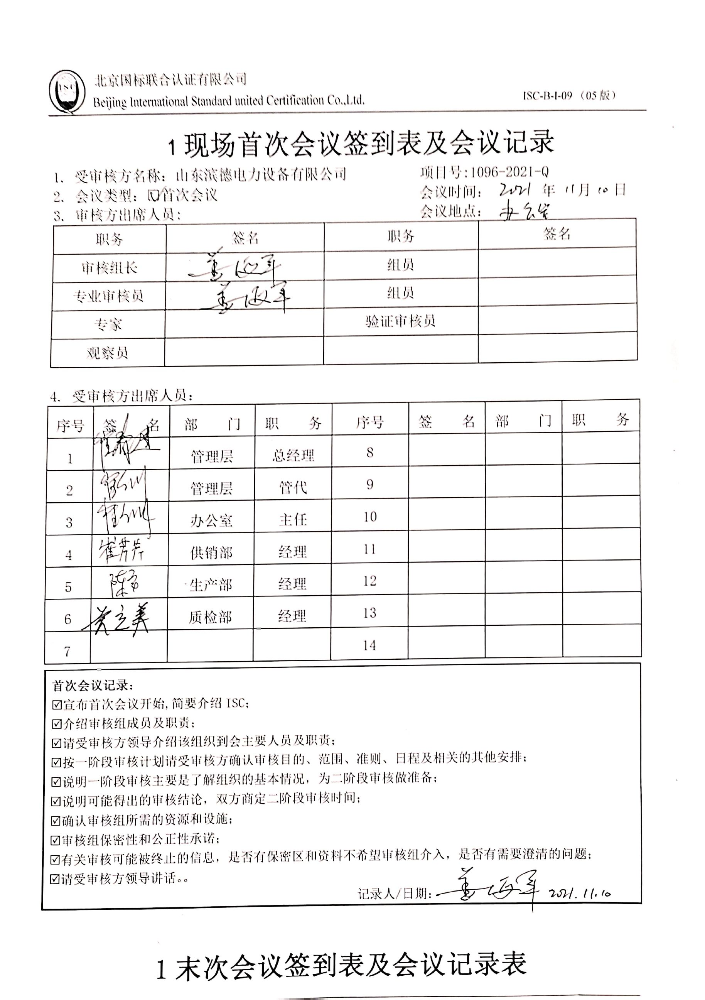 ISC
北京国标联合认证有限公司
Beijing International Standard united Certification Co.,Ltd.
ISC-B-I-09（05版）
1 现场首次会议签到表及会议记录
1. 受审核方名称：山东滨德电力设备有限公司 项目号:1096-2021-Q
2. 会议类型：☑首次会议 会议时间： 2021 年 11月 10日
3. 审核方出席人员： 会议地点： 办公室
职务 签名 职务 签名
审核组长 姜海军 组员
专业审核员 姜海军 组员
专家 验证审核员
观察员
4. 受审核方出席人员：
序号 签 名 部 门 职 务 序号 签 名 部 门 职 务
1 管理层 总经理 8
2 管理层 管代 9
3 办公室 主任 10
4 崔芳芹 供销部 经理 11
5 生产部 经理 12
6 黄立美 质检部 经理 13
7 14
首次会议记录：
☑宣布首次会议开始,简要介绍 ISC；
☑介绍审核组成员及职责；
☑请受审核方领导介绍该组织到会主要人员及职责；
☑按一阶段审核计划请受审核方确认审核目的、范围、准则、日程及相关的其他安排；
☑说明一阶段审核主要是了解组织的基本情况，为二阶段审核做准备；
☑说明可能得出的审核结论，双方商定二阶段审核时间；
☑确认审核组所需的资源和设施；
☑审核组保密性和公正性承诺；
☑有关审核可能被终止的信息，是否有保密区和资料不希望审核组介入，是否有需要澄清的问题；
☑请受审核方领导讲话。。
记录人/日期：姜海军 2021.11.10
1 末次会议签到表及会议记录表